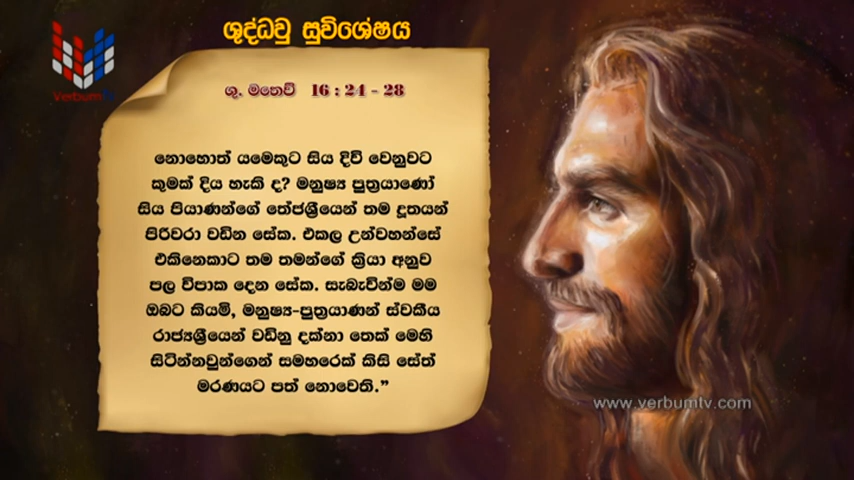 ශුද්ධවු සුවිශේෂය
Verbumtv
ශු. මතෙව් 16 : 24 - 28
නොහොත් යමෙකුට සිය දිවි වෙනුවට
කුමක් දිය හැකි ද? මනුෂ්‍ය පුත්‍රයාණෝ
සිය පියාණන්ගේ තේජශ්‍රීයෙන් තම දූතයන්
පිරිවරා වඩින සේක. එකල උන්වහන්සේ
එකිනෙකාට තම තමන්ගේ ක්‍රියා අනුව
පල විපාක දෙන සේක. සැබැවින්ම මම
ඔබට කියමි, මනුෂ්‍ය-පුත්‍රයාණන් ස්වකීය
රාජ්‍යශ්‍රීයෙන් වඩිනු දක්නා තෙක් මෙහි
සිටින්නවුන්ගෙන් සමහරෙක් කිසි සේත්
මරණයට පත් නොවෙති.”
www.verbumtv.com